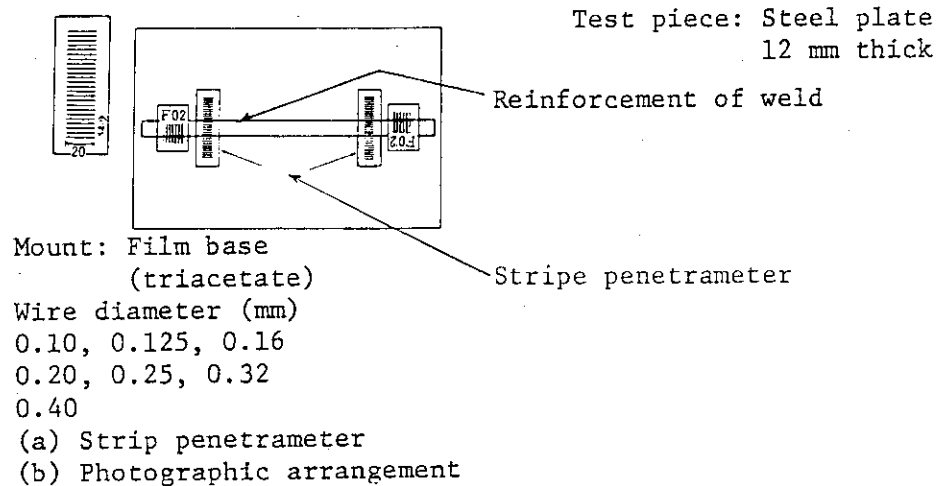 Test piece: Steel plate
12 mm thick
F02
F02
20
Reinforcement of weld
Stripe penetrameter
Mount: Film base
(triacetate)
Wire diameter (mm)
0.10, 0.125, 0.16
0.20, 0.25, 0.32
0.40
(a) Strip penetrameter
(b) Photographic arrangement